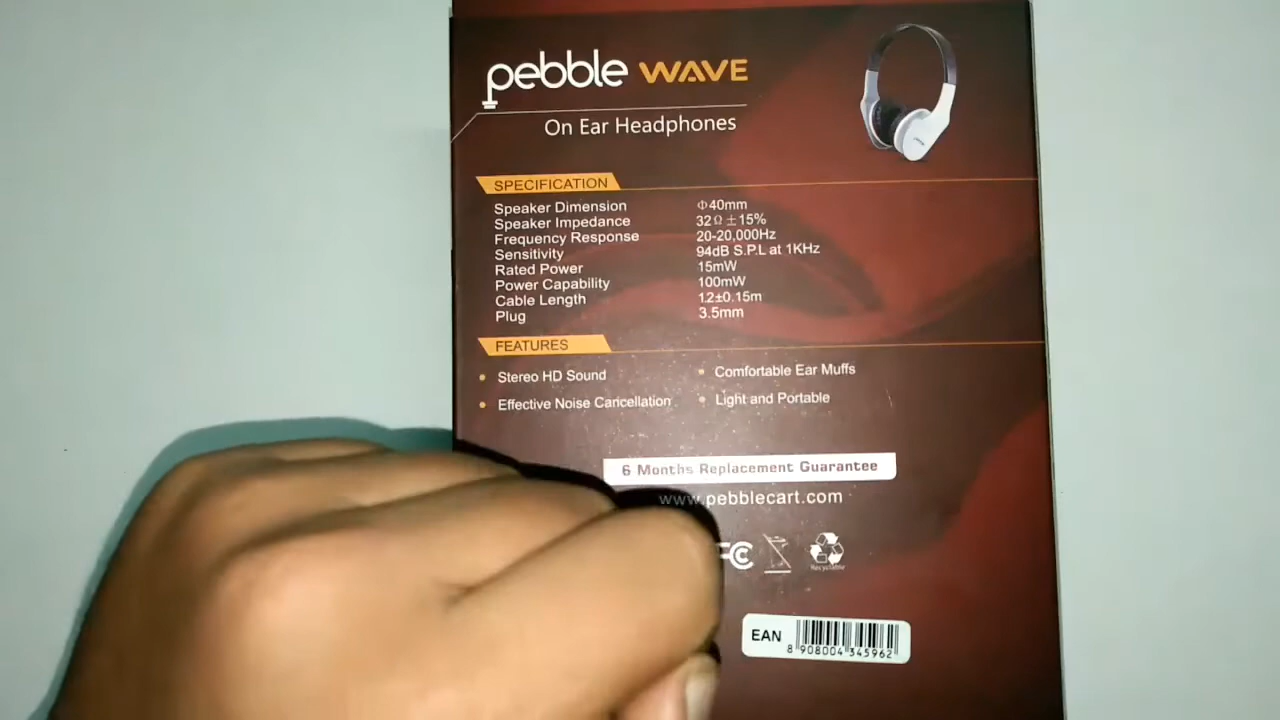 pebble WAVE
On Ear Headphones
SPECIFICATION
Speaker Dimension Φ40mm
Speaker Impedance 32Ω±15%
Frequency Response 20-20,000Hz
Sensitivity 94dB S.P.L at 1KHz
Rated Power 15mW
Power Capability 100mW
Cable Length 1.2±0.15m
Plug 3.5mm
FEATURES
• Stereo HD Sound • Comfortable Ear Muffs
• Effective Noise Cancellation • Light and Portable
6 Months Replacement Guarantee
www.pebblecart.com
FC Recyclable
EAN
8 908004 345962